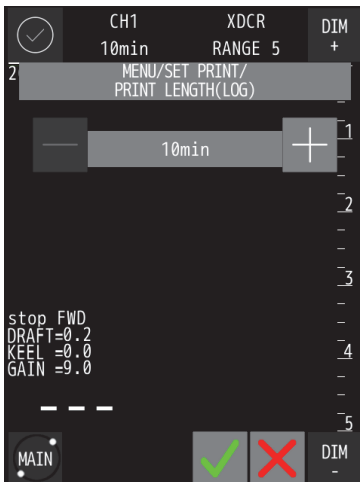 CH1 XDCR DIM
10min RANGE 5 +
2
MENU/SET PRINT/
PRINT LENGTH(LOG)
1
10min
2
3
stop FWD
DRAFT=0.2
KEEL =0.0
4
GAIN =9.0
– – –
5
MAIN DIM
-